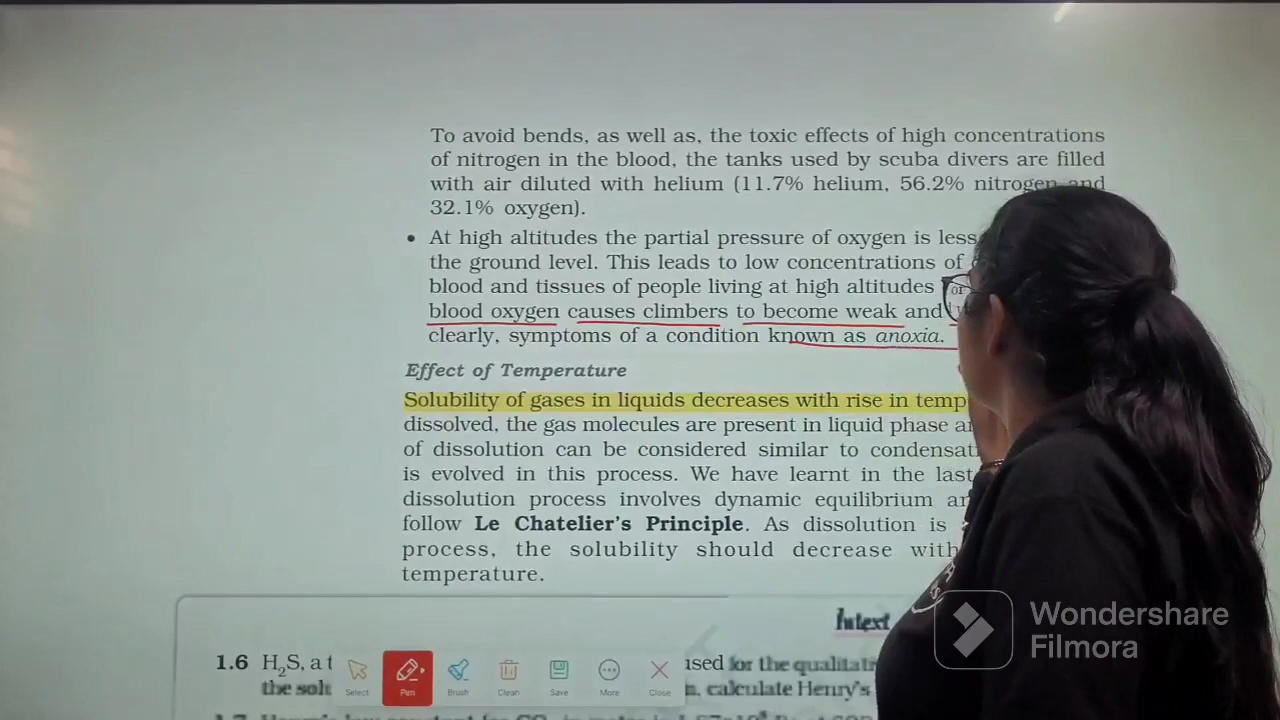 To avoid bends, as well as, the toxic effects of high concentrations
of nitrogen in the blood, the tanks used by scuba divers are filled
with air diluted with helium (11.7% helium, 56.2% nitrogen and
32.1% oxygen).
• At high altitudes the partial pressure of oxygen is less
the ground level. This leads to low concentrations of
blood and tissues of people living at high altitudes or
blood oxygen causes climbers to become weak and
clearly, symptoms of a condition known as anoxia.
Effect of Temperature
Solubility of gases in liquids decreases with rise in temp
dissolved, the gas molecules are present in liquid phase
of dissolution can be considered similar to condensat
is evolved in this process. We have learnt in the last
dissolution process involves dynamic equilibrium
follow Le Chatelier's Principle. As dissolution is
process, the solubility should decrease with
temperature.
Intext
1.6 H₂S, a t used for the qualitati
the solu , calculate Henry's
Select Pen Brush Clean Save More Close
Wondershare
Filmora